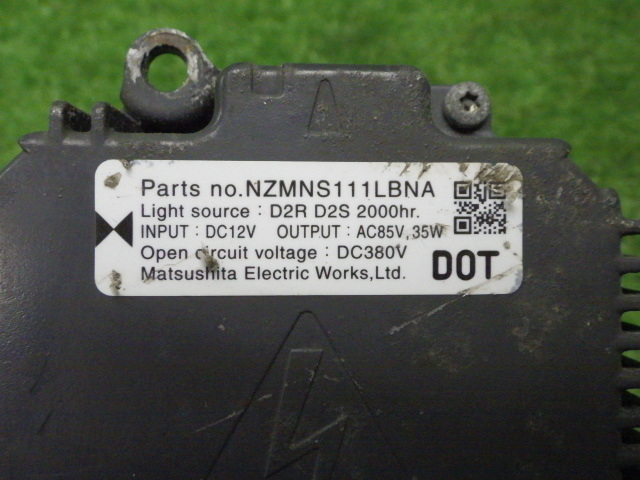 Parts no.NZMNS111LBNA
Light source : D2R D2S 2000hr.
INPUT : DC12V OUTPUT : AC85V, 35W
Open circuit voltage : DC380V
Matsushita Electric Works,Ltd.
DOT